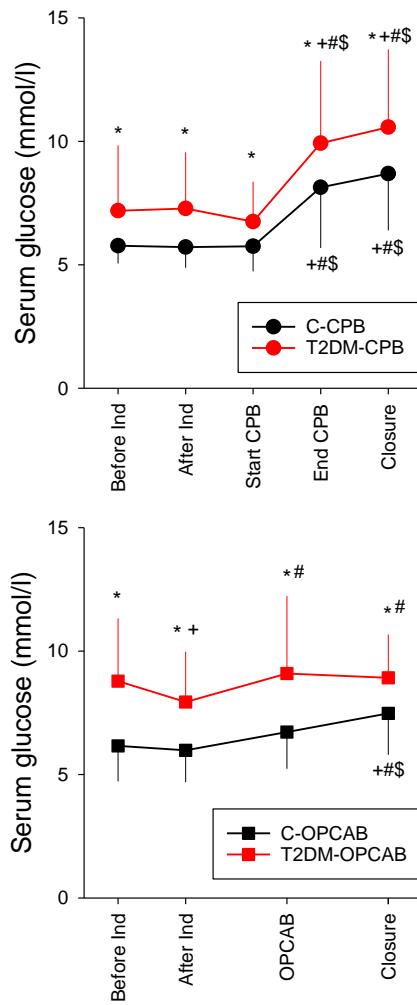 15
* +#$
* +#$
Serum glucose (mmol/l)
10
*
*
*
5
+#$
+#$
C-CPB
T2DM-CPB
0
Before Ind
After Ind
Start CPB
End CPB
Closure
15
Serum glucose (mmol/l)
*
* +
*#
*#
10
5
+#$
C-OPCAB
T2DM-OPCAB
0
Before Ind
After Ind
OPCAB
Closure